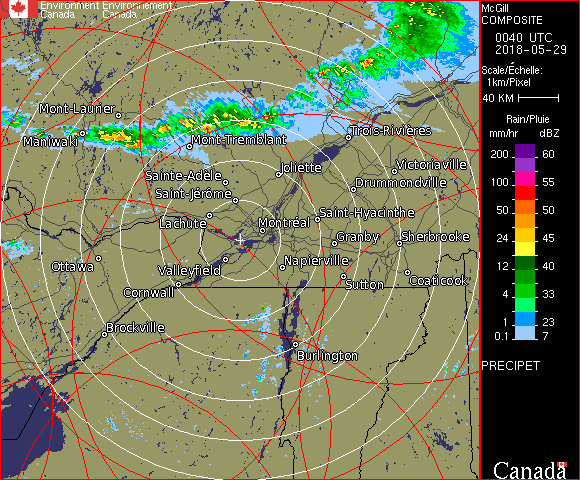 Environment Environnement
Canada Canada
McGill
COMPOSITE
0040 UTC
2018-05-29
Scale/Échelle:
1km/Pixel
40 KM
Rain/Pluie
mm/hr dBZ
200 60
150 57
100 55
50 50
24 45
12 40
4 33
1 23
0.1 7
PRECIPET
Canada
Mont-Laurier
Maniwaki
Mont-Tremblant
Trois-Rivières
Joliette
Victoriaville
Sainte-Adèle
Drummondville
Saint-Jérôme
Saint-Hyacinthe
Lachute
Montréal
Granby
Sherbrooke
Ottawa
Valleyfield
Napierville
Coaticook
Sutton
Cornwall
Brockville
Burlington